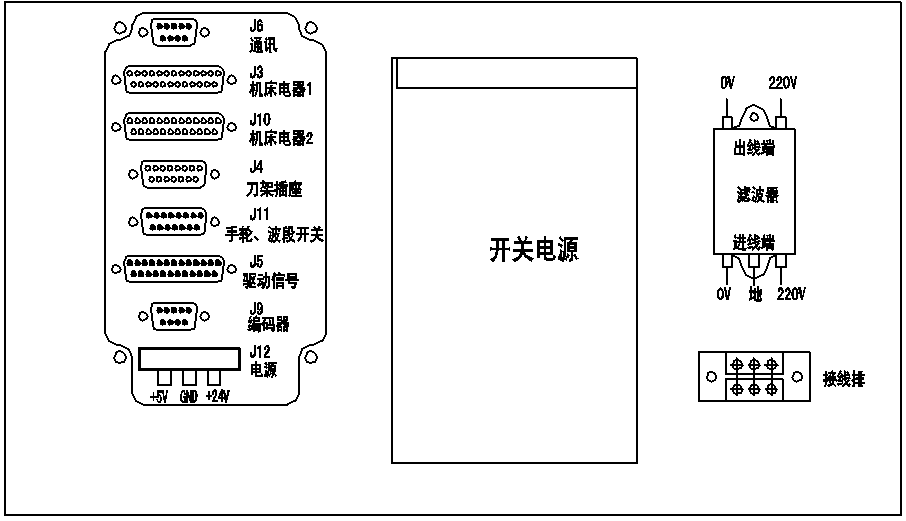 J6
通讯
J3
机床电器1
J10
机床电器2
J4
刀架插座
J11
手轮、波段开关
J5
驱动信号
J9
编码器
J12
电源
+5V GND +24V
开关电源
0V 220V
出线端
滤波器
进线端
0V 地 220V
接线排